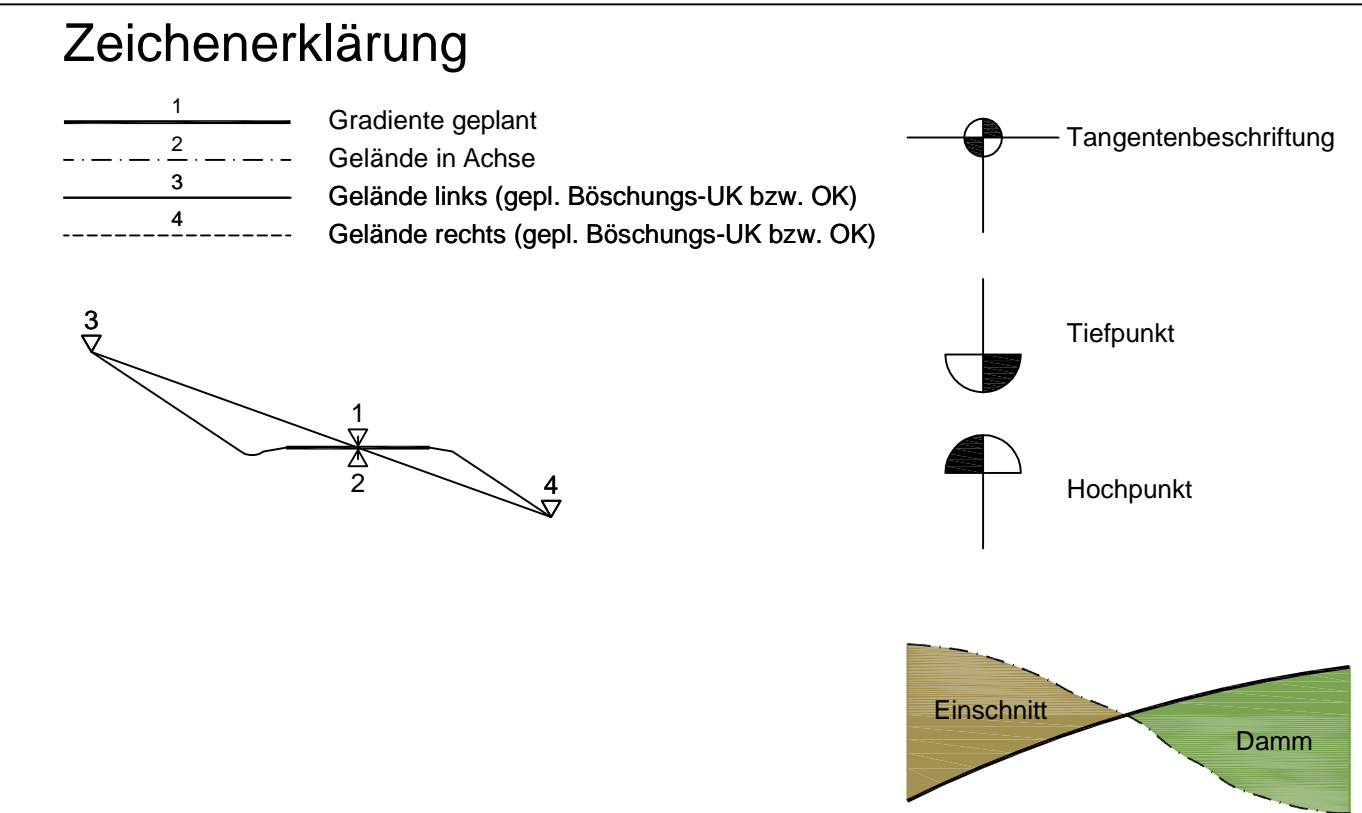 Zeichenerklärung
1
Gradiente geplant
2
Gelände in Achse
3
Gelände links (gepl. Böschungs-UK bzw. OK)
4
Gelände rechts (gepl. Böschungs-UK bzw. OK)
3
1
2
4
Tangentenbeschriftung
Tiefpunkt
Hochpunkt
Einschnitt
Damm